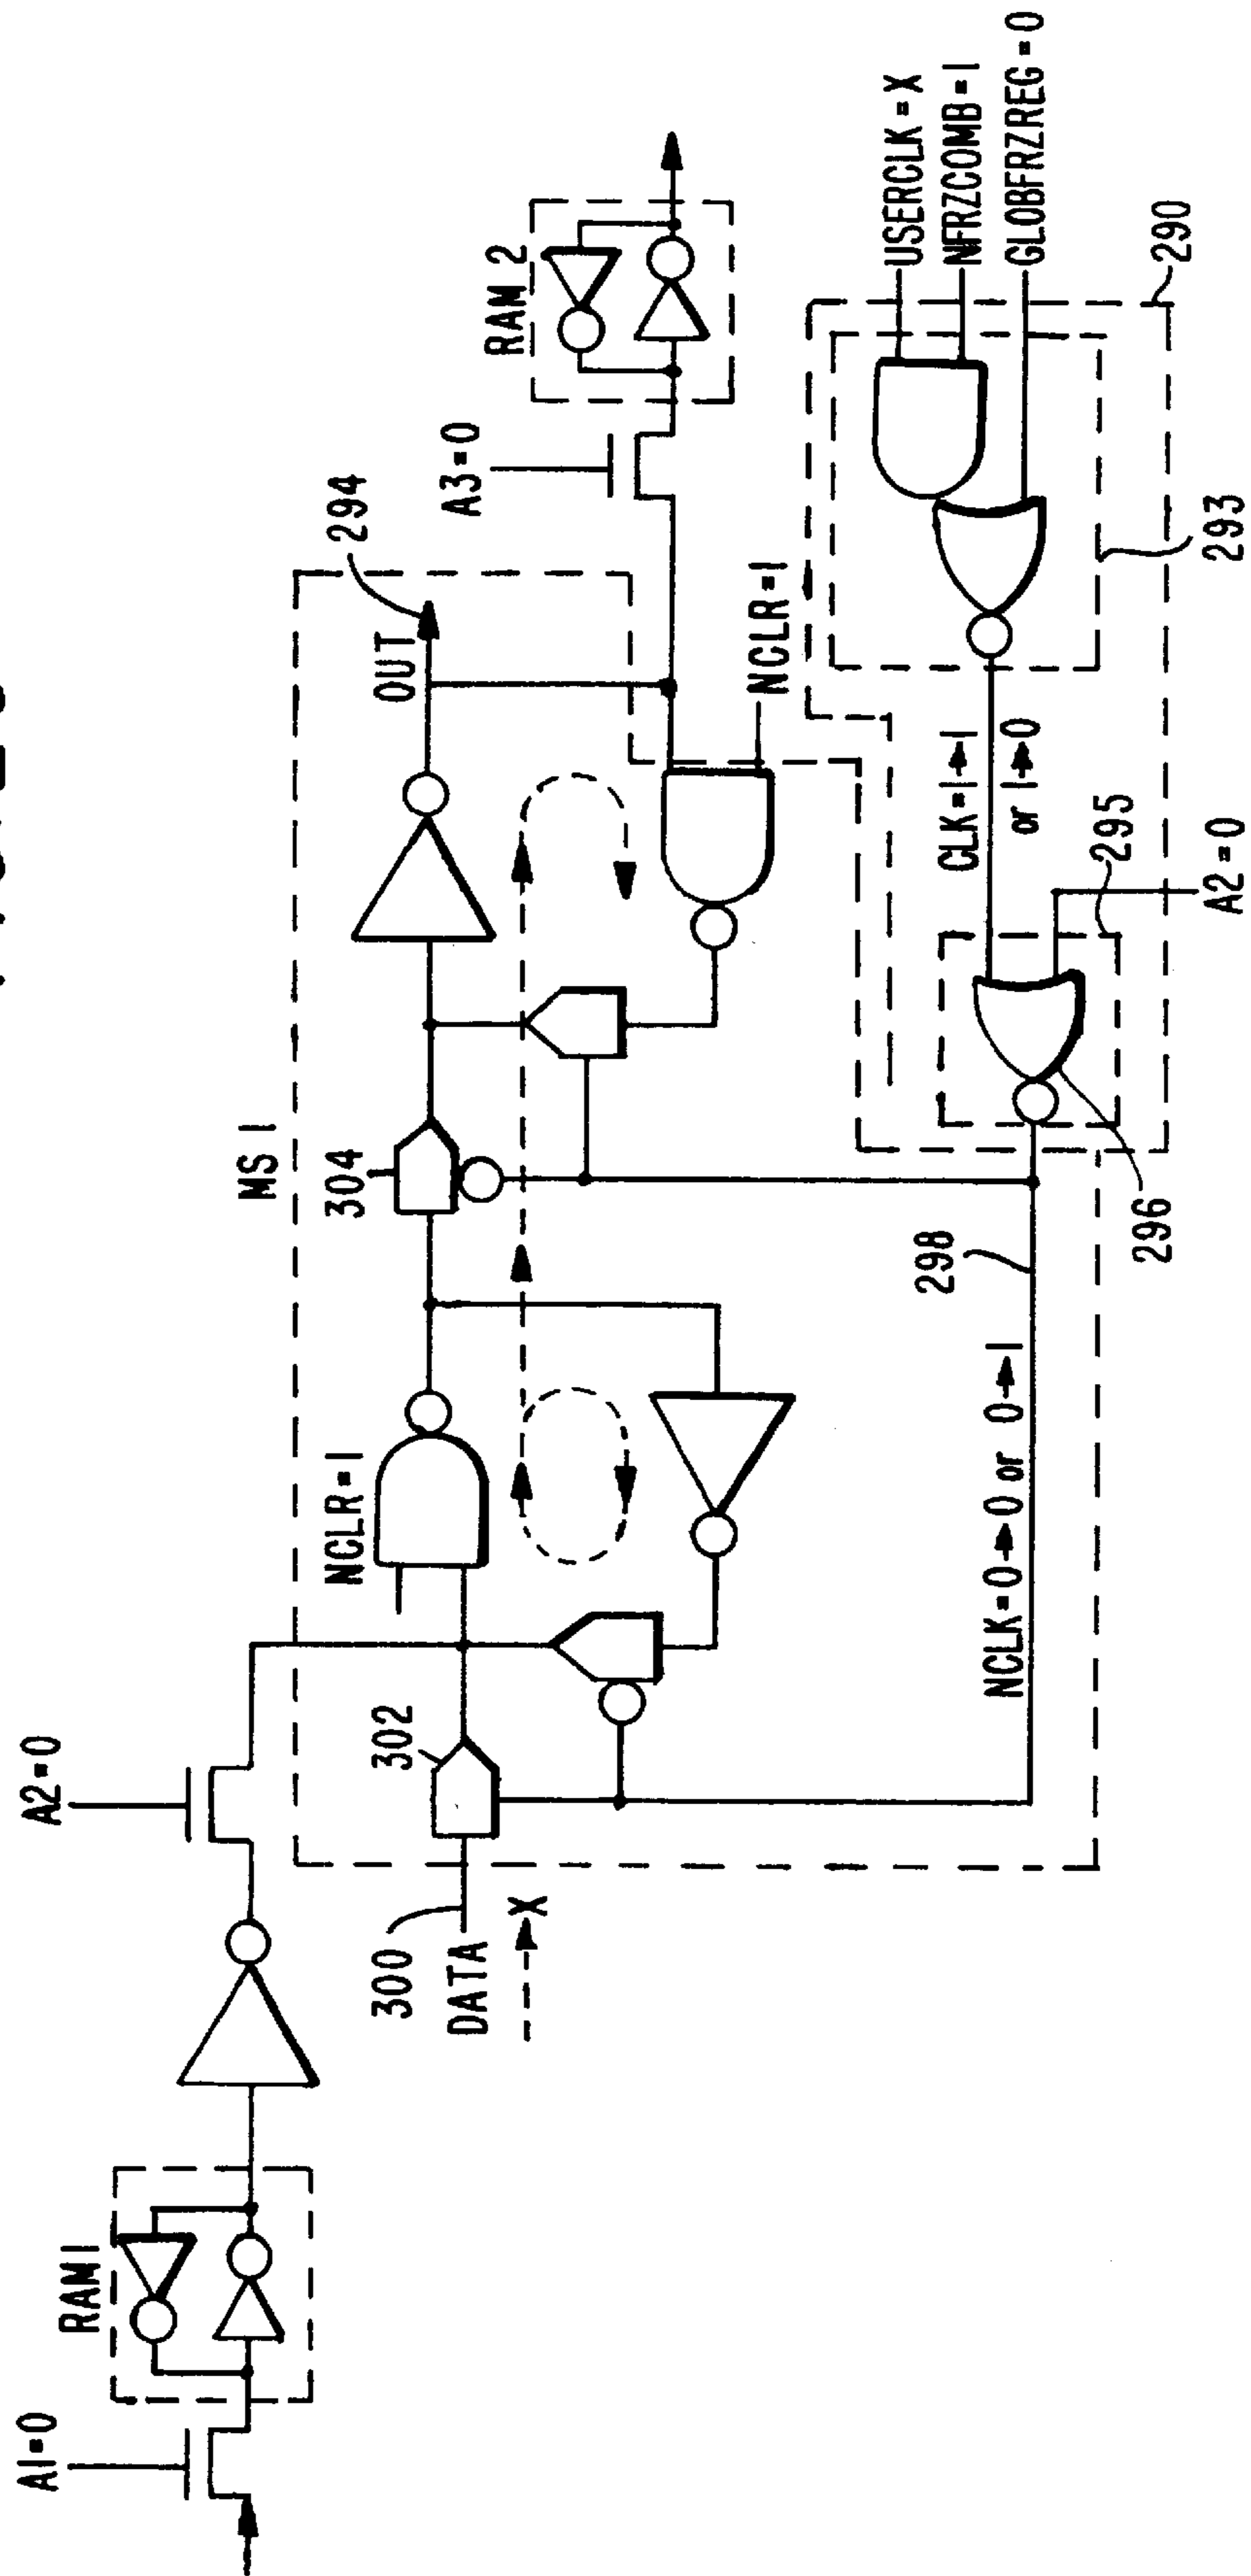 A1=0
RAM1
A2=0
300
DATA
X
302
NCLR=1
MS1
304
OUT
294
A3=0
RAM 2
NCLR=1
NCLK=0→0 or 0→1
298
296
295
A2=0
CLK=1→1
or 1→0
293
290
USERCLK=X
NFRZCOMB=1
GLOBFRZREG=0